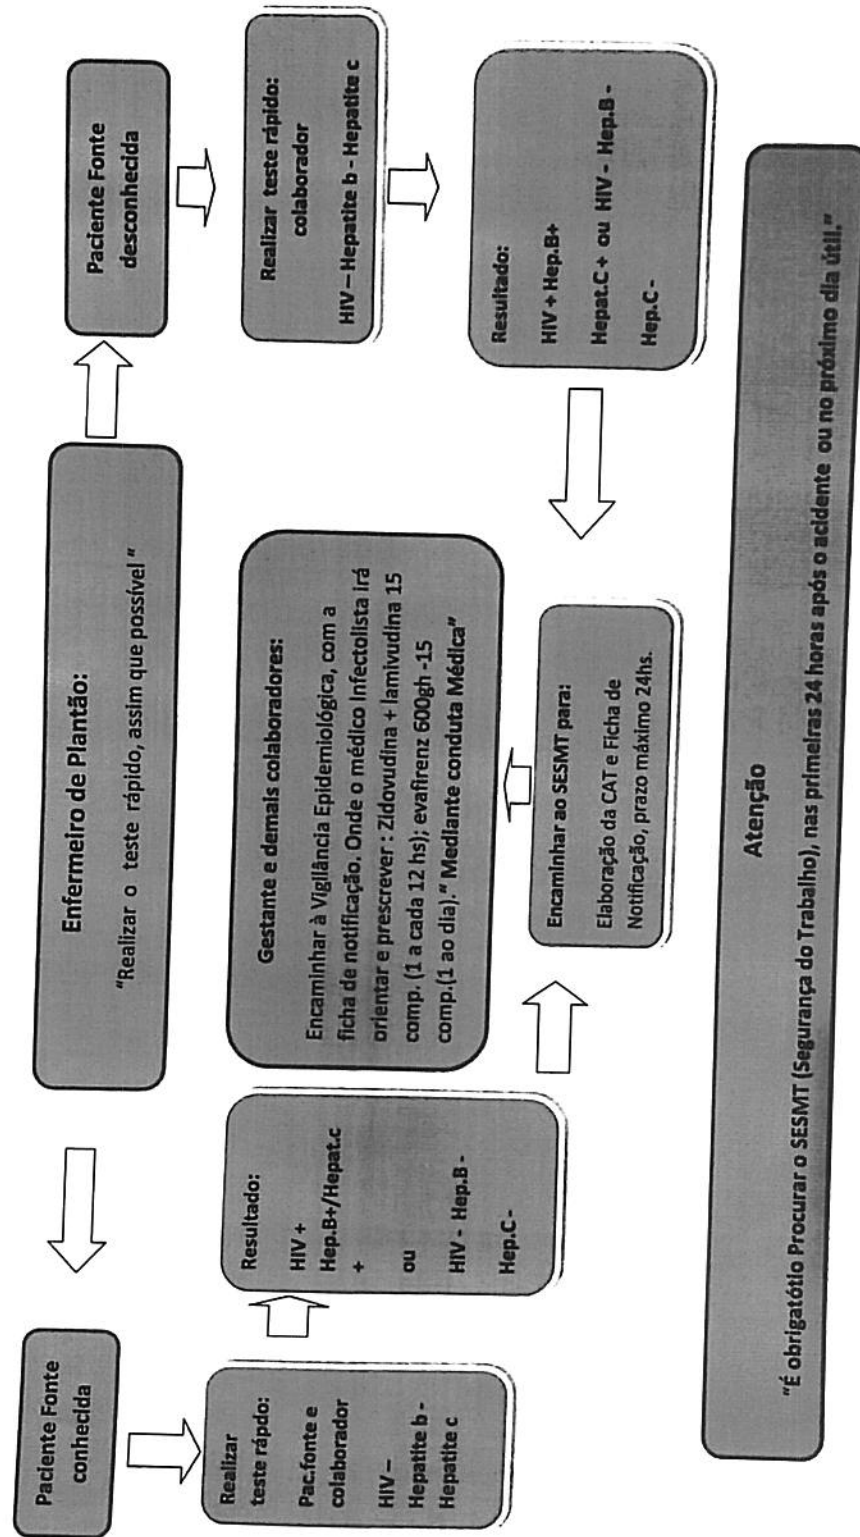 Enfermeiro de Plantão:
"Realizar o teste rápido, assim que possível "
Paciente Fonte
conhecida
Paciente Fonte
desconhecida
Realizar
teste rápdo:
Pac.fonte e
colaborador
HIV –
Hepatite b -
Hepatite c
Resultado:
HIV +
Hep.B+/Hepat.c
+
ou
HIV - Hep.B -
Hep.C -
Gestante e demais colaboradores:
Encaminhar à Vigilância Epidemiológica, com a
ficha de notificação. Onde o médico Infectolista irá
orientar e prescrever : Zidovudina + lamivudina 15
comp. (1 a cada 12 hs); evafirenz 600gh -15
comp.(1 ao dia)." Mediante conduta Médica"
Realizar teste rápido:
colaborador
HIV – Hepatite b - Hepatite c
Resultado:
HIV + Hep.B+
Hepat.C + ou HIV - Hep.B -
Hep.C -
Encaminhar ao SESMT para:
Elaboração da CAT e Ficha de
Notificação, prazo máximo 24hs.
Atenção
"É obrigatótio Procurar o SESMT (Segurança do Trabalho), nas primeiras 24 horas após o acidente ou no próximo dia útil."